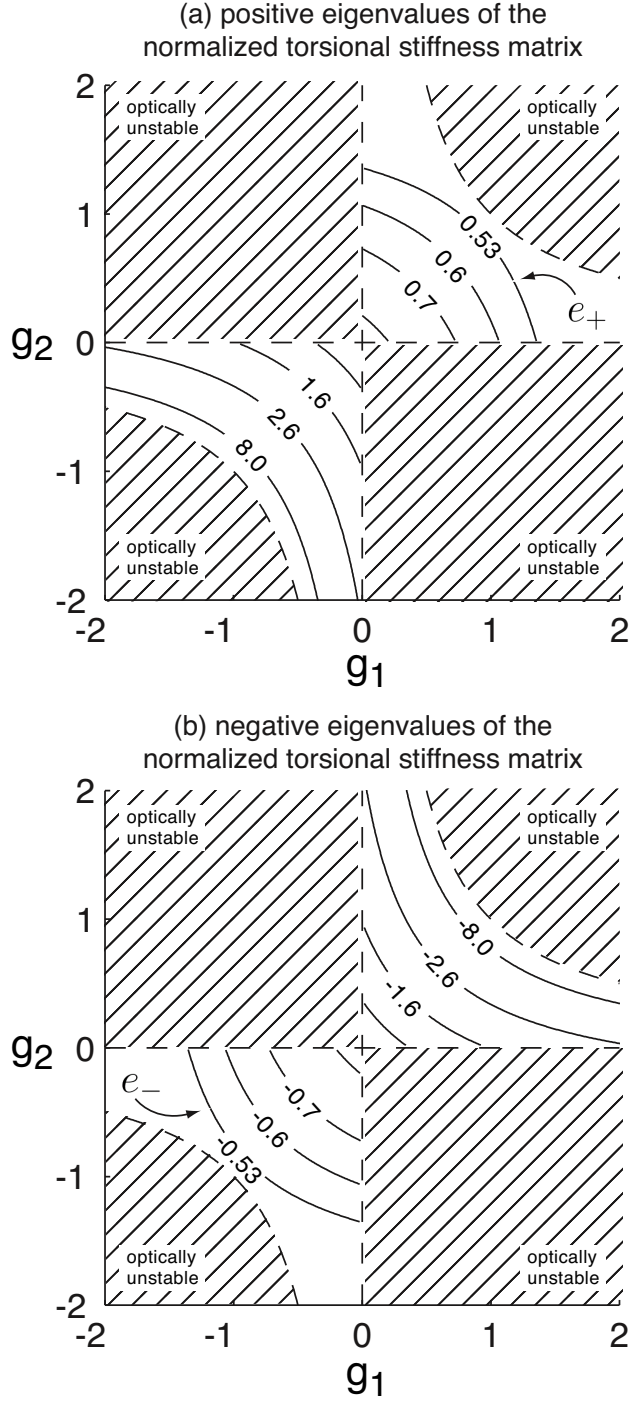 (a) positive eigenvalues of the
normalized torsional stiffness matrix
2
optically
unstable
optically
unstable
1
0.53
0.6
0.7
e₊
g₂
0
1.6
2.6
8.0
-1
optically
unstable
optically
unstable
-2
-2
-1
0
1
2
g₁
(b) negative eigenvalues of the
normalized torsional stiffness matrix
2
optically
unstable
optically
unstable
1
-8.0
-2.6
-1.6
g₂
0
e₋
-0.7
-0.6
-0.53
-1
optically
unstable
optically
unstable
-2
-2
-1
0
1
2
g₁